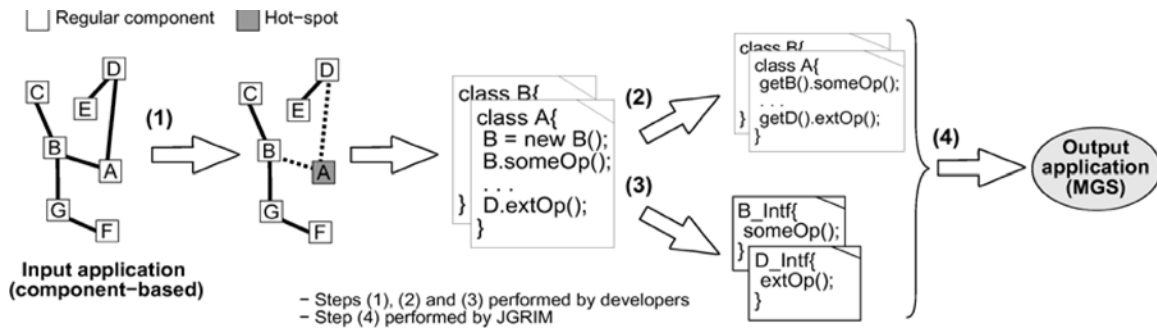 Regular component
Hot-spot
D
C
E
B
A
G
F
Input application
(component-based)
(1)
D
C
E
B
A
G
F
class B{
class A{
B = new B();
B.someOp();
. . .
} D.extOp();
}
(2)
class B{
class A{
getB().someOp();
. . .
} getD().extOp();
}
(3)
B_Intf{
someOp();
}
D_Intf{
extOp();
}
(4)
Output
application
(MGS)
- Steps (1), (2) and (3) performed by developers
- Step (4) performed by JGRIM